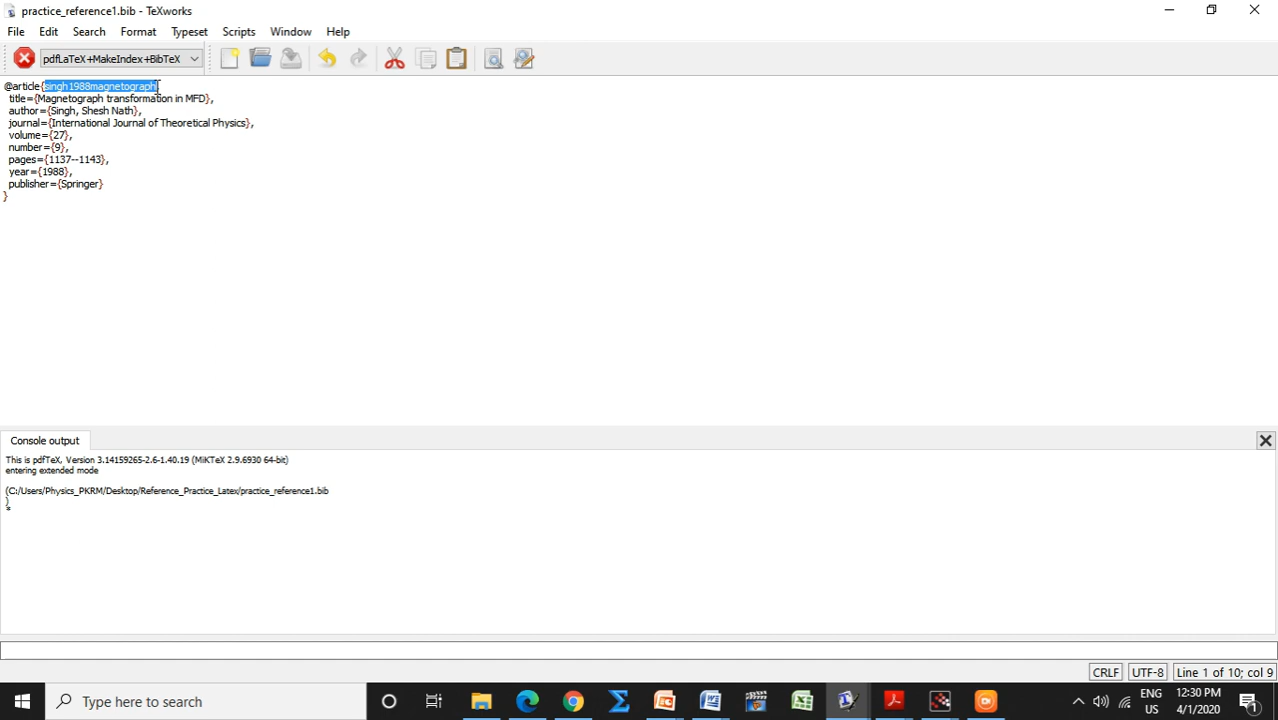 practice_reference1.bib - TeXworks
File Edit Search Format Typeset Scripts Window Help
pdfLaTeX+MakeIndex+BibTeX
@article{singh1988magnetograph
title={Magnetograph transformation in MFD},
author={Singh, Shesh Nath},
journal={International Journal of Theoretical Physics},
volume={27},
number={9},
pages={1137--1143},
year={1988},
publisher={Springer}
}
Console output
This is pdfTeX, Version 3.14159265-2.6-1.40.19 (MiKTeX 2.9.6930 64-bit)
entering extended mode
(C:/Users/Physics_PKRM/Desktop/Reference_Practice_Latex/practice_reference1.bib
)
*
CRLF UTF-8 Line 1 of 10; col 9
Type here to search
ENG 12:30 PM
US 4/1/2020
1